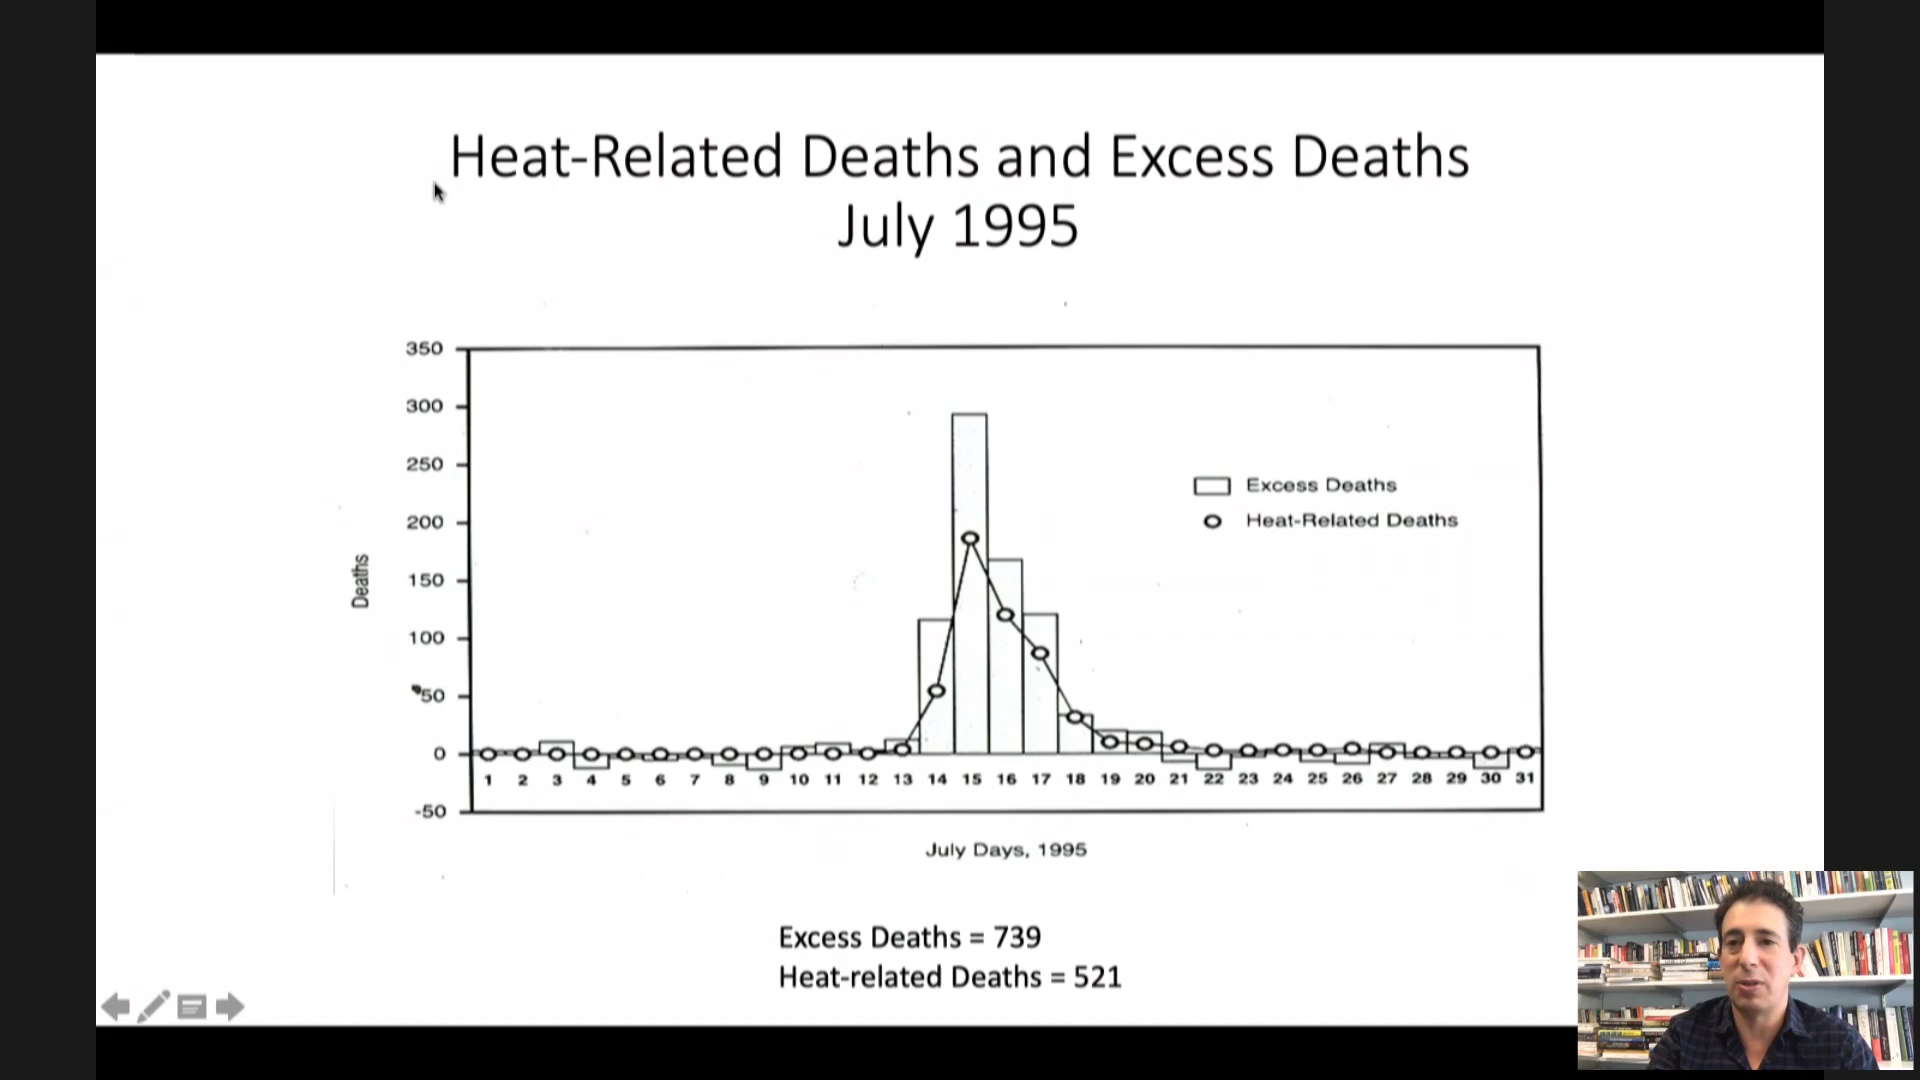 Heat-Related Deaths and Excess Deaths
July 1995
350
300
250
200
150
100
50
0
-50
Deaths
Excess Deaths
Heat-Related Deaths
1 2 3 4 5 6 7 8 9 10 11 12 13 14 15 16 17 18 19 20 21 22 23 24 25 26 27 28 29 30 31
July Days, 1995
Excess Deaths = 739
Heat-related Deaths = 521